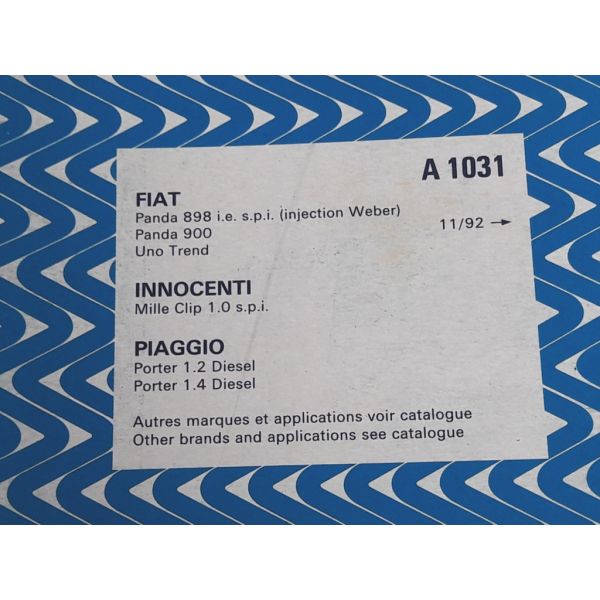 A 1031
FIAT
Panda 898 i.e. s.p.i. (injection Weber)
Panda 900 11/92 →
Uno Trend
INNOCENTI
Mille Clip 1.0 s.p.i.
PIAGGIO
Porter 1.2 Diesel
Porter 1.4 Diesel
Autres marques et applications voir catalogue
Other brands and applications see catalogue